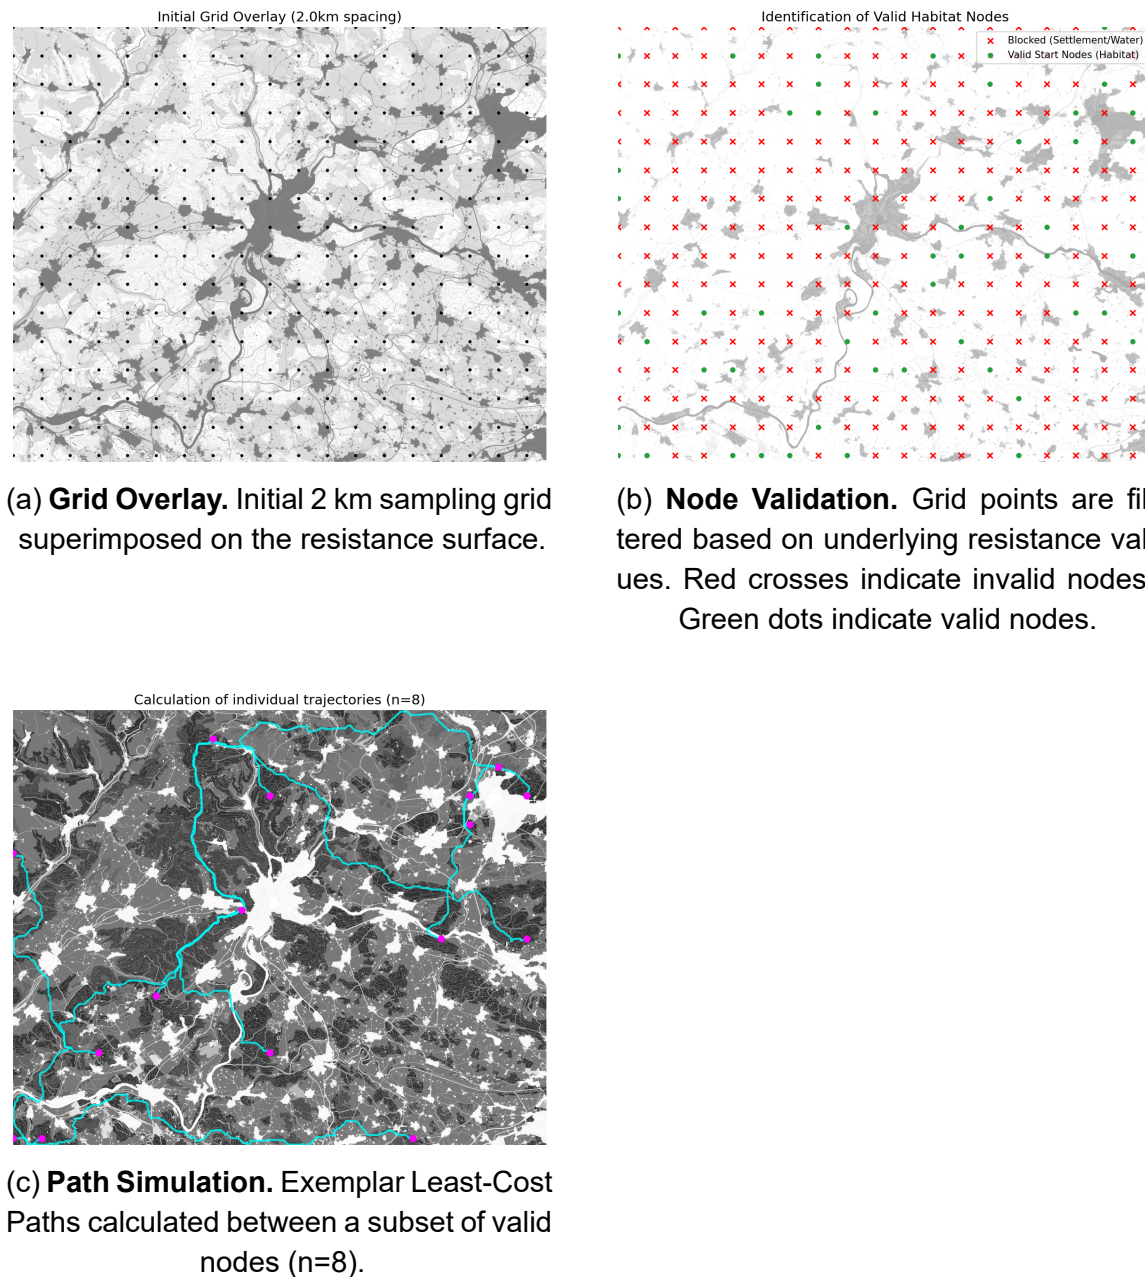 Initial Grid Overlay (2.0km spacing)
Identification of Valid Habitat Nodes
Blocked (Settlement/Water)
Valid Start Nodes (Habitat)
(a) Grid Overlay. Initial 2 km sampling grid
superimposed on the resistance surface.
(b) Node Validation. Grid points are fil
tered based on underlying resistance val
ues. Red crosses indicate invalid nodes
Green dots indicate valid nodes.
Calculation of individual trajectories (n=8)
(c) Path Simulation. Exemplar Least-Cost
Paths calculated between a subset of valid
nodes (n=8).